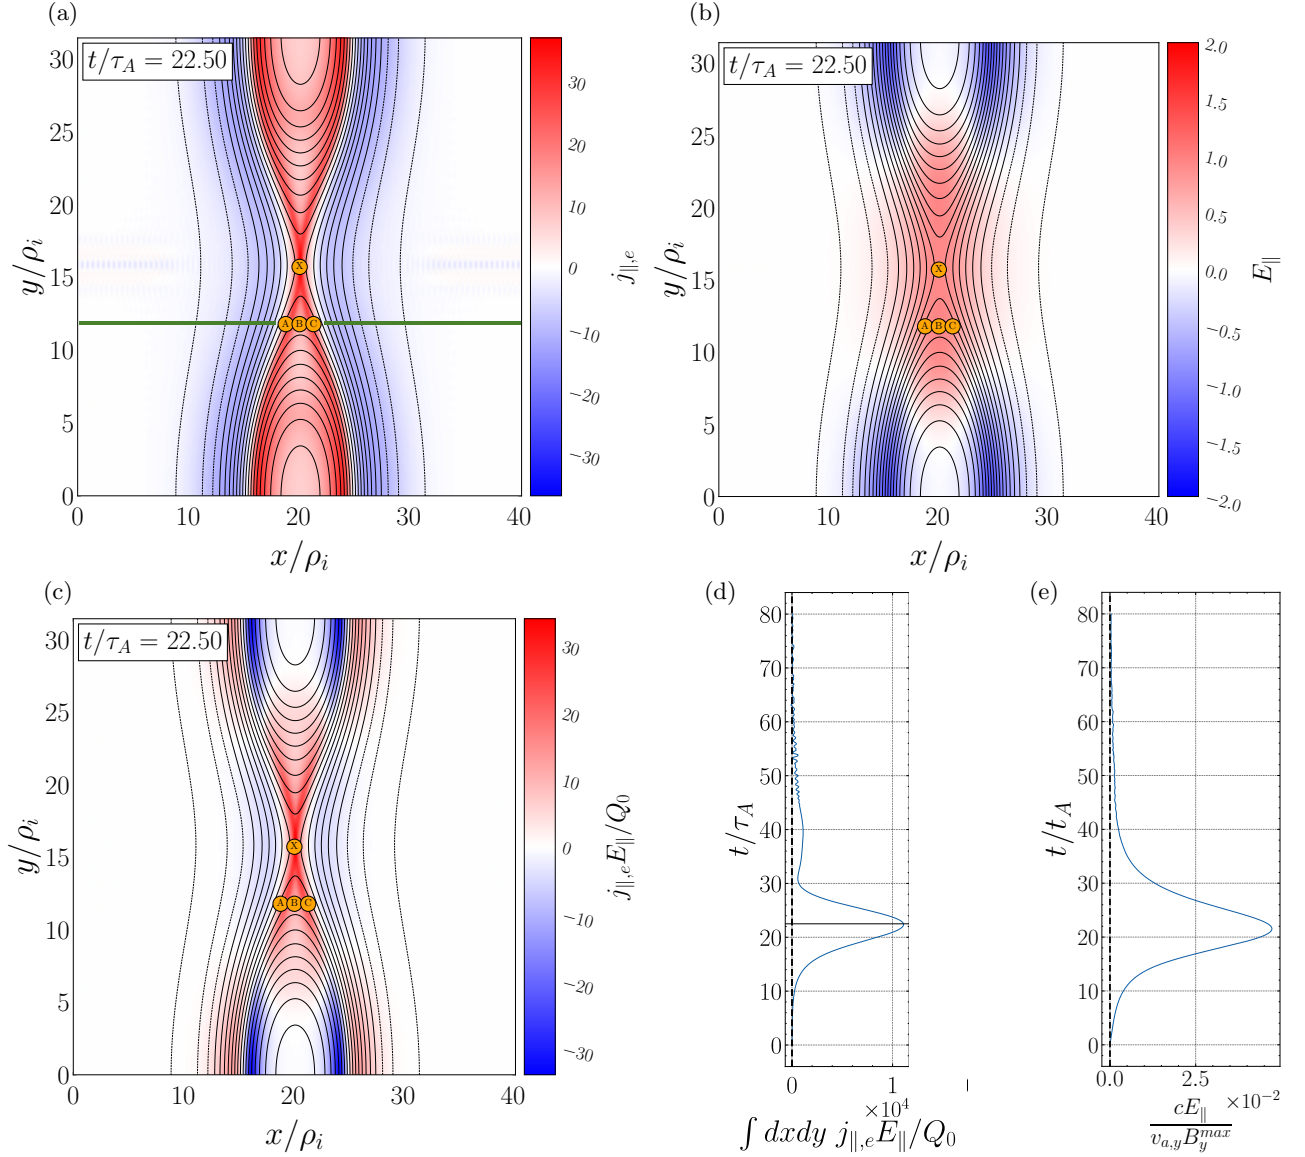 (a)
t/τ_A = 22.50
30
25
20
15
10
5
0
y/ρ_i
0
10
20
30
40
x/ρ_i
X
A
B
C
30
20
10
0
−10
−20
−30
j_{∥,e}
(b)
t/τ_A = 22.50
30
25
20
15
10
5
0
y/ρ_i
0
10
20
30
40
x/ρ_i
X
A
B
C
2.0
1.5
1.0
0.5
0.0
−0.5
−1.0
−1.5
−2.0
E_∥
(c)
t/τ_A = 22.50
30
25
20
15
10
5
0
y/ρ_i
0
10
20
30
40
x/ρ_i
X
A
B
C
30
20
10
0
−10
−20
−30
j_{∥,e}E_∥/Q_0
(d)
80
70
60
50
40
30
20
10
0
t/τ_A
0
1
×10^4
∫ dxdy j_{∥,e}E_∥/Q_0
(e)
80
70
60
50
40
30
20
10
0
t/t_A
0.0
2.5
×10^{−2}
cE_∥
v_{a,y}B_y^{max}